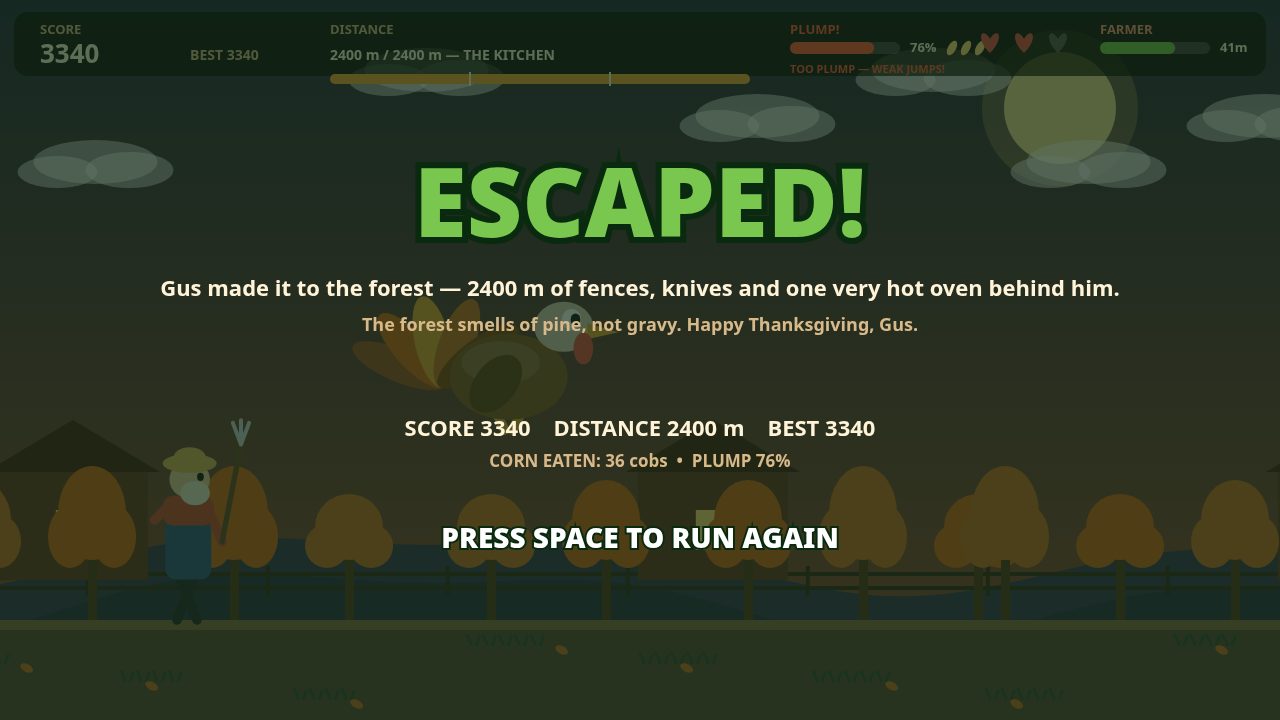 SCORE
3340
BEST 3340
DISTANCE
2400 m / 2400 m — THE KITCHEN
PLUMP!
76%
TOO PLUMP — WEAK JUMPS!
FARMER
41m
ESCAPED!
Gus made it to the forest — 2400 m of fences, knives and one very hot oven behind him.
The forest smells of pine, not gravy. Happy Thanksgiving, Gus.
SCORE 3340 DISTANCE 2400 m BEST 3340
CORN EATEN: 36 cobs • PLUMP 76%
PRESS SPACE TO RUN AGAIN